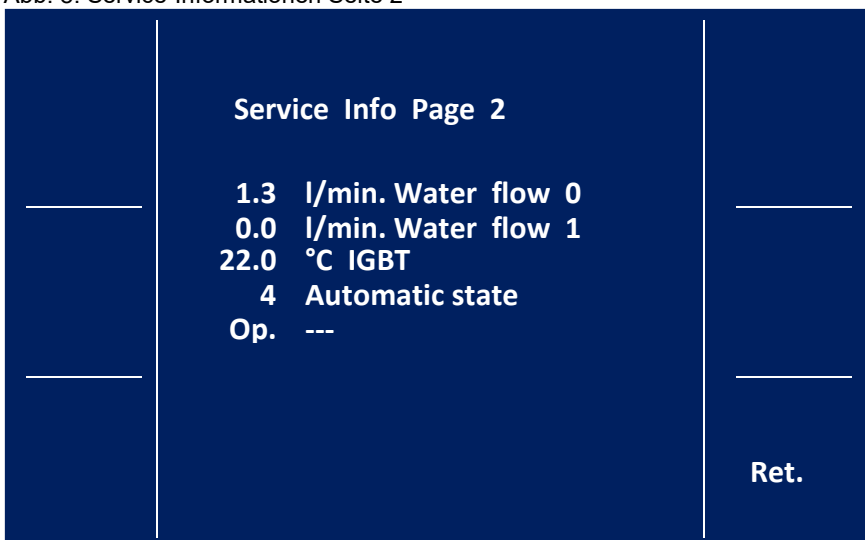 Abb. 3: Service-Informationen Seite 2
Service Info Page 2
1.3 l/min. Water flow 0
0.0 l/min. Water flow 1
22.0 °C IGBT
4 Automatic state
Op. ---
Ret.